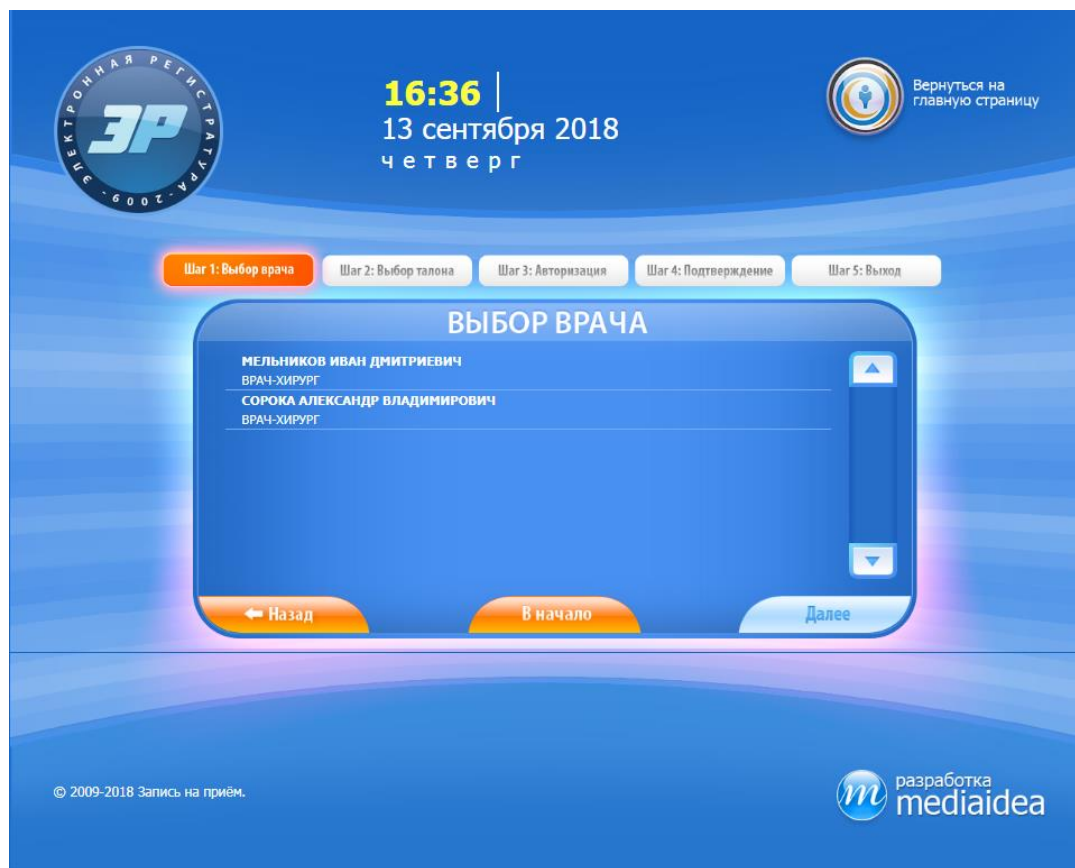 ЭЛЕКТРОННАЯ РЕГИСТРАТУРА
-2009-
ЭР
16:36
13 сентября 2018
четверг
Вернуться на
главную страницу
Шаг 1: Выбор врача
Шаг 2: Выбор талона
Шаг 3: Авторизация
Шаг 4: Подтверждение
Шаг 5: Выход
ВЫБОР ВРАЧА
МЕЛЬНИКОВ ИВАН ДМИТРИЕВИЧ
ВРАЧ-ХИРУРГ
СОРОКА АЛЕКСАНДР ВЛАДИМИРОВИЧ
ВРАЧ-ХИРУРГ
Назад
В начало
Далее
© 2009-2018 Запись на приём.
m
разработка
mediaidea